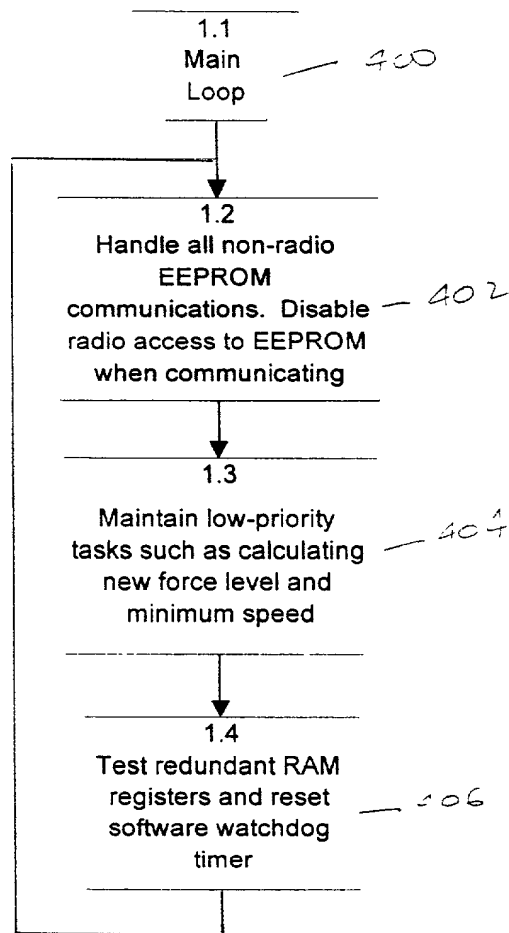 1.1
Main
Loop
400
1.2
Handle all non-radio
EEPROM
communications. Disable
radio access to EEPROM
when communicating
402
1.3
Maintain low-priority
tasks such as calculating
new force level and
minimum speed
404
1.4
Test redundant RAM
registers and reset
software watchdog
timer
406